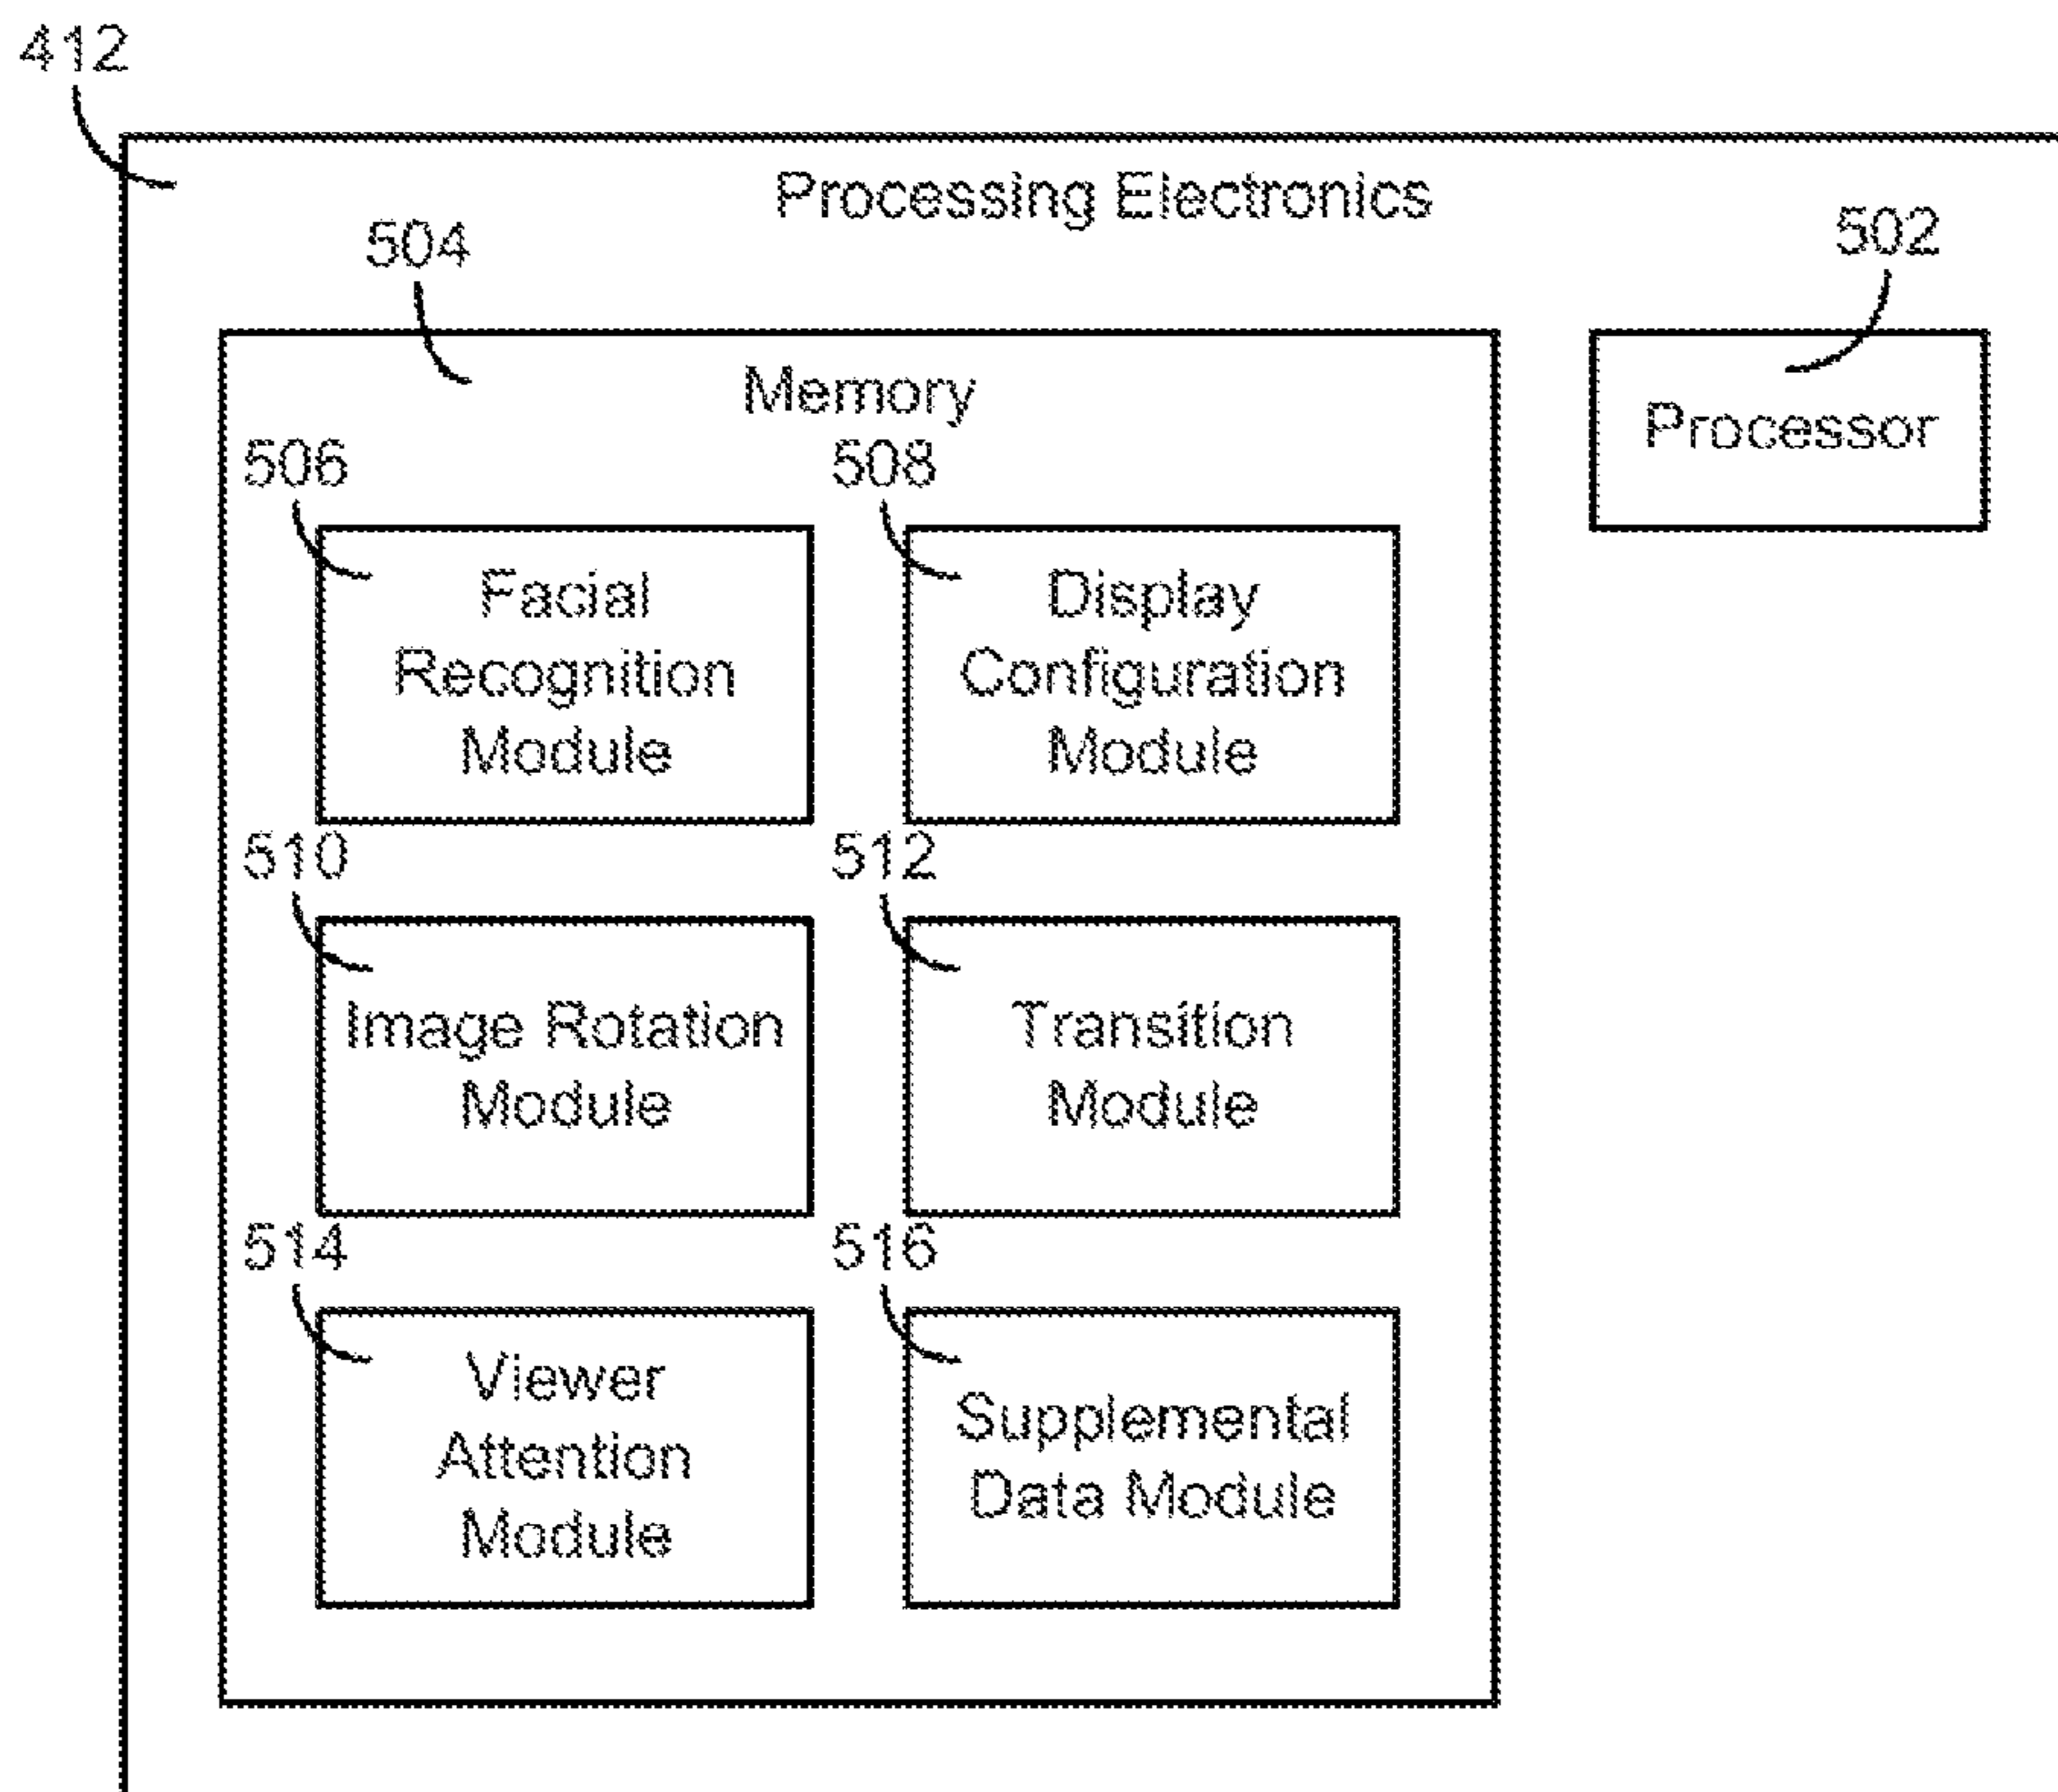 412
Processing Electronics
504
502
Memory
Processor
506
508
Facial
Recognition
Module
Display
Configuration
Module
510
512
Image Rotation
Module
Transition
Module
514
516
Viewer
Attention
Module
Supplemental
Data Module